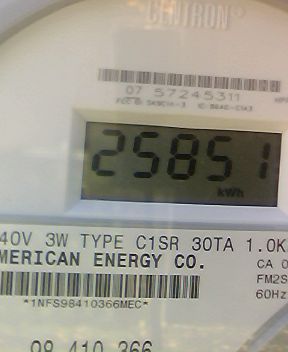 CENTRON
07 57245311
25851
kWh
40V 3W TYPE C1SR 30TA 1.0K
MERICAN ENERGY CO.
CA 0
FM2S
60Hz
*1NFS98410366MEC*
98 410 366